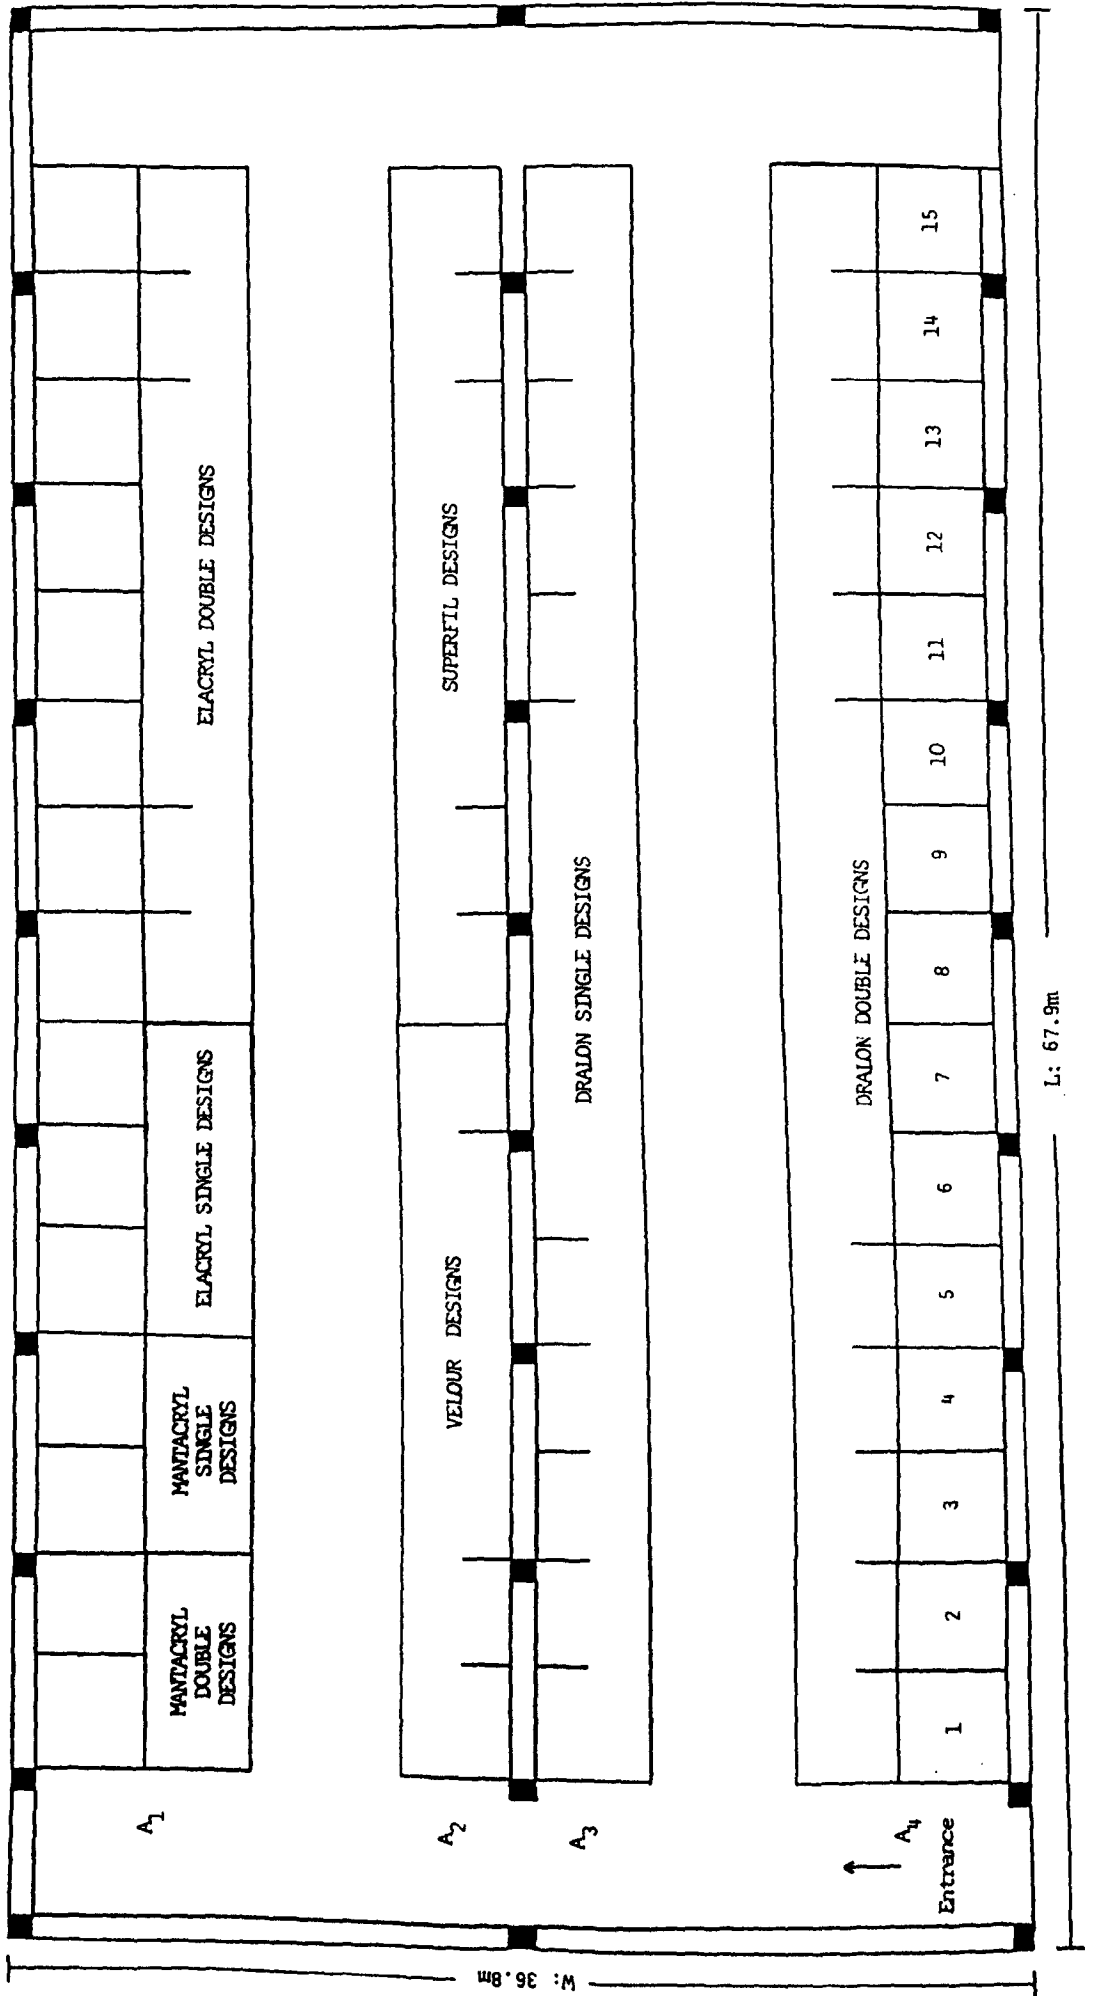 MANTACRYL
DOUBLE
DESIGNS
MANTACRYL
SINGLE
DESIGNS
ELACRYL SINGLE DESIGNS
ELACRYL DOUBLE DESIGNS
VELOUR DESIGNS
SUPERFIL DESIGNS
DRALON SINGLE DESIGNS
DRALON DOUBLE DESIGNS
1 2 3 4 5 6 7 8 9 10 11 12 13 14 15
A1
A2
A3
A4
Entrance
L: 67.9m
W: 36.8m